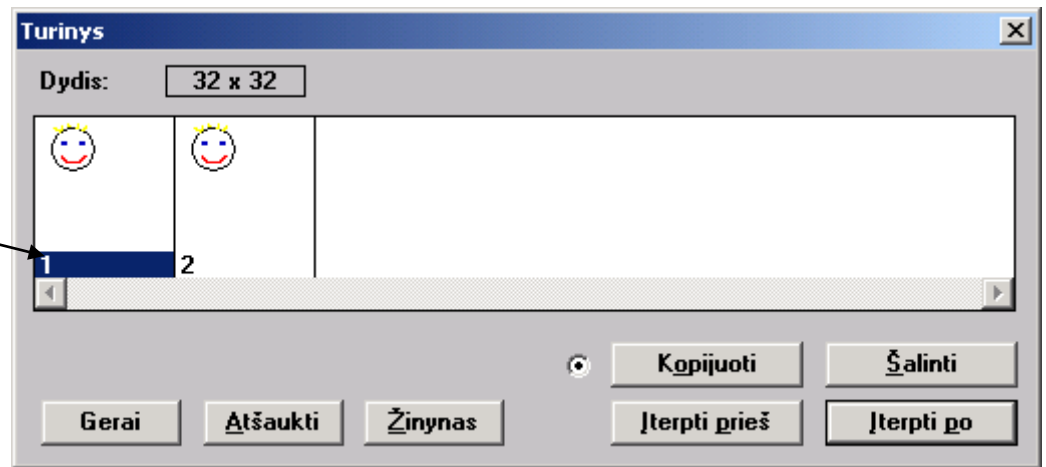 Turinys
Dydis: 32 x 32
1 2
Kopijuoti Šalinti
Gerai Atšaukti Žinynas Įterpti prieš Įterpti po